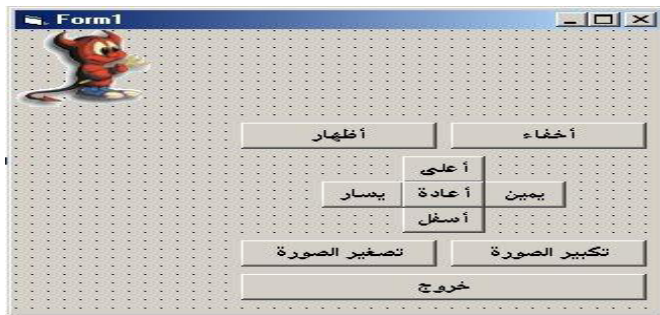 Form1
أخفاء أظهار
أعلى
يمين أعادة يسار
أسفل
تكبير الصورة تصغير الصورة
خروج